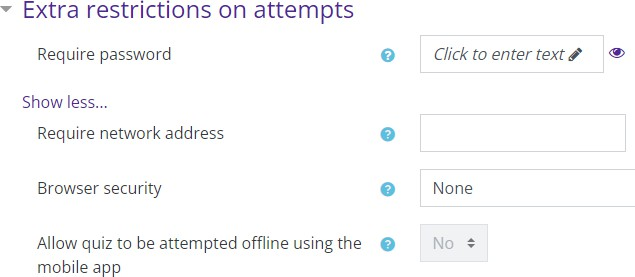 Extra restrictions on attempts
Require password
Click to enter text
Show less...
Require network address
Browser security
None
Allow quiz to be attempted offline using the
mobile app
No